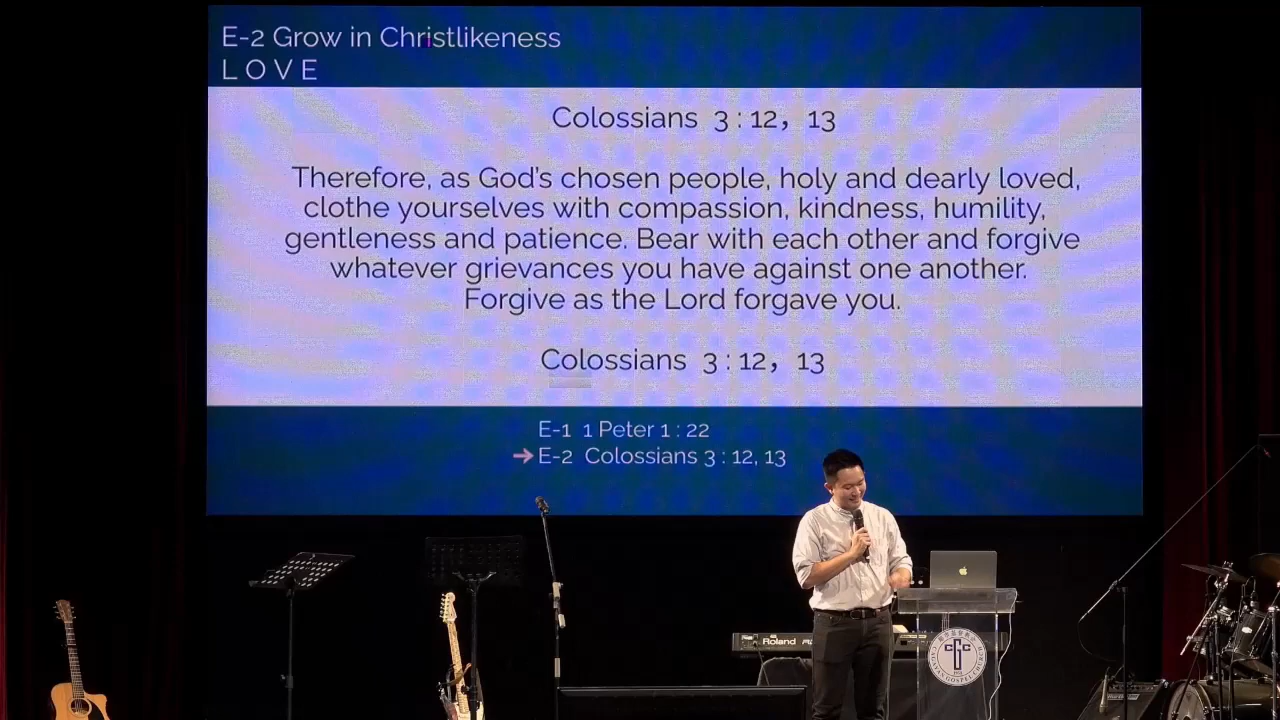 E-2 Grow in Christlikeness
L O V E
Colossians 3 : 12, 13
Therefore, as God's chosen people, holy and dearly loved,
clothe yourselves with compassion, kindness, humility,
gentleness and patience. Bear with each other and forgive
whatever grievances you have against one another.
Forgive as the Lord forgave you.
Colossians 3 : 12, 13
E-1 1 Peter 1 : 22
→ E-2 Colossians 3 : 12, 13
Roland
CGC